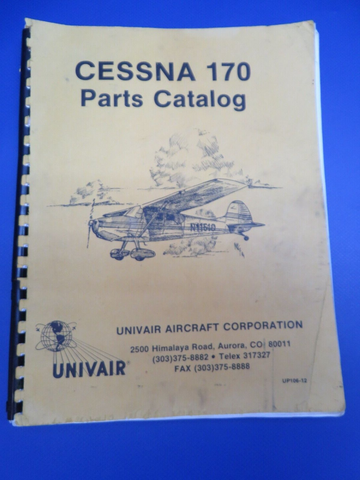 CESSNA 170
Parts Catalog
UNIVAIR AIRCRAFT CORPORATION
2500 Himalaya Road, Aurora, CO 80011
(303)375-8882 • Telex 317327
FAX (303)375-8888
UNIVAIR